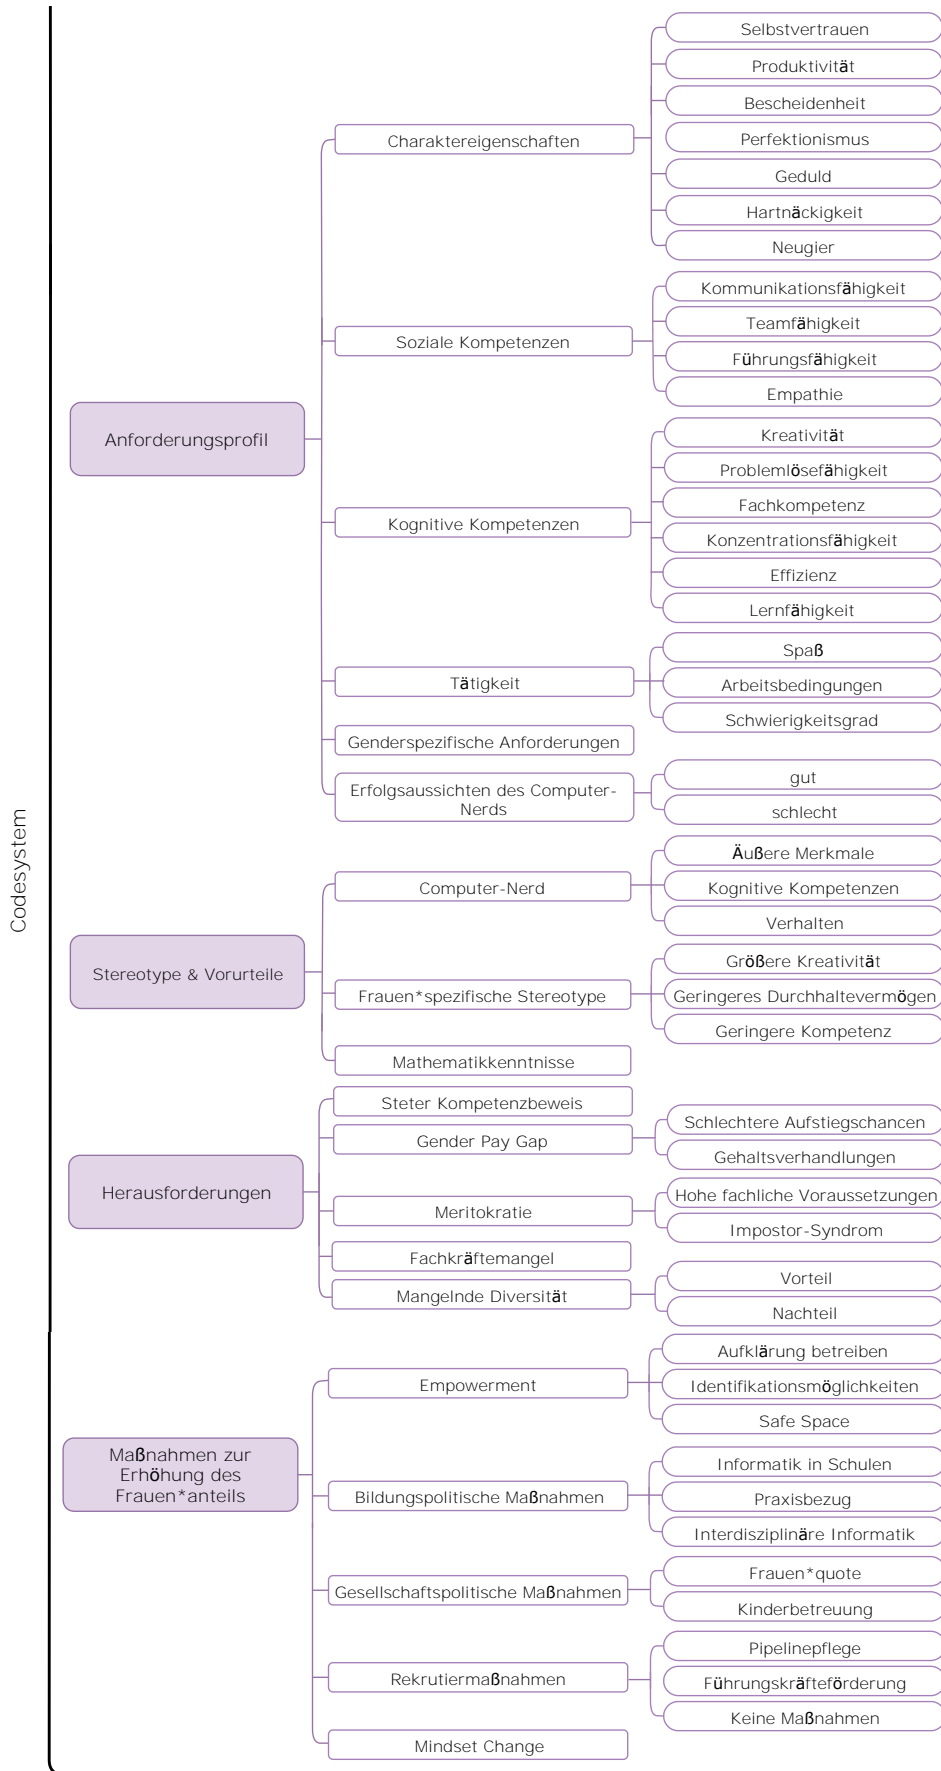 Codesystem
Anforderungsprofil
Charaktereigenschaften
Selbstvertrauen
Produktivität
Bescheidenheit
Perfektionismus
Geduld
Hartnäckigkeit
Neugier
Soziale Kompetenzen
Kommunikationsfähigkeit
Teamfähigkeit
Führungsfähigkeit
Empathie
Kognitive Kompetenzen
Kreativität
Problemlösefähigkeit
Fachkompetenz
Konzentrationsfähigkeit
Effizienz
Lernfähigkeit
Tätigkeit
Spaß
Arbeitsbedingungen
Schwierigkeitsgrad
Genderspezifische Anforderungen
Erfolgsaussichten des Computer-
Nerds
gut
schlecht
Stereotype & Vorurteile
Computer-Nerd
Äußere Merkmale
Kognitive Kompetenzen
Verhalten
Frauen*spezifische Stereotype
Größere Kreativität
Geringeres Durchhaltevermögen
Geringere Kompetenz
Mathematikkenntnisse
Herausforderungen
Steter Kompetenzbeweis
Gender Pay Gap
Schlechtere Aufstiegschancen
Gehaltsverhandlungen
Meritokratie
Hohe fachliche Voraussetzungen
Impostor-Syndrom
Fachkräftemangel
Mangelnde Diversität
Vorteil
Nachteil
Maßnahmen zur
Erhöhung des
Frauen*anteils
Empowerment
Aufklärung betreiben
Identifikationsmöglichkeiten
Safe Space
Bildungspolitische Maßnahmen
Informatik in Schulen
Praxisbezug
Interdisziplinäre Informatik
Gesellschaftspolitische Maßnahmen
Frauen*quote
Kinderbetreuung
Rekrutiermaßnahmen
Pipelinepflege
Führungskräfteförderung
Keine Maßnahmen
Mindset Change